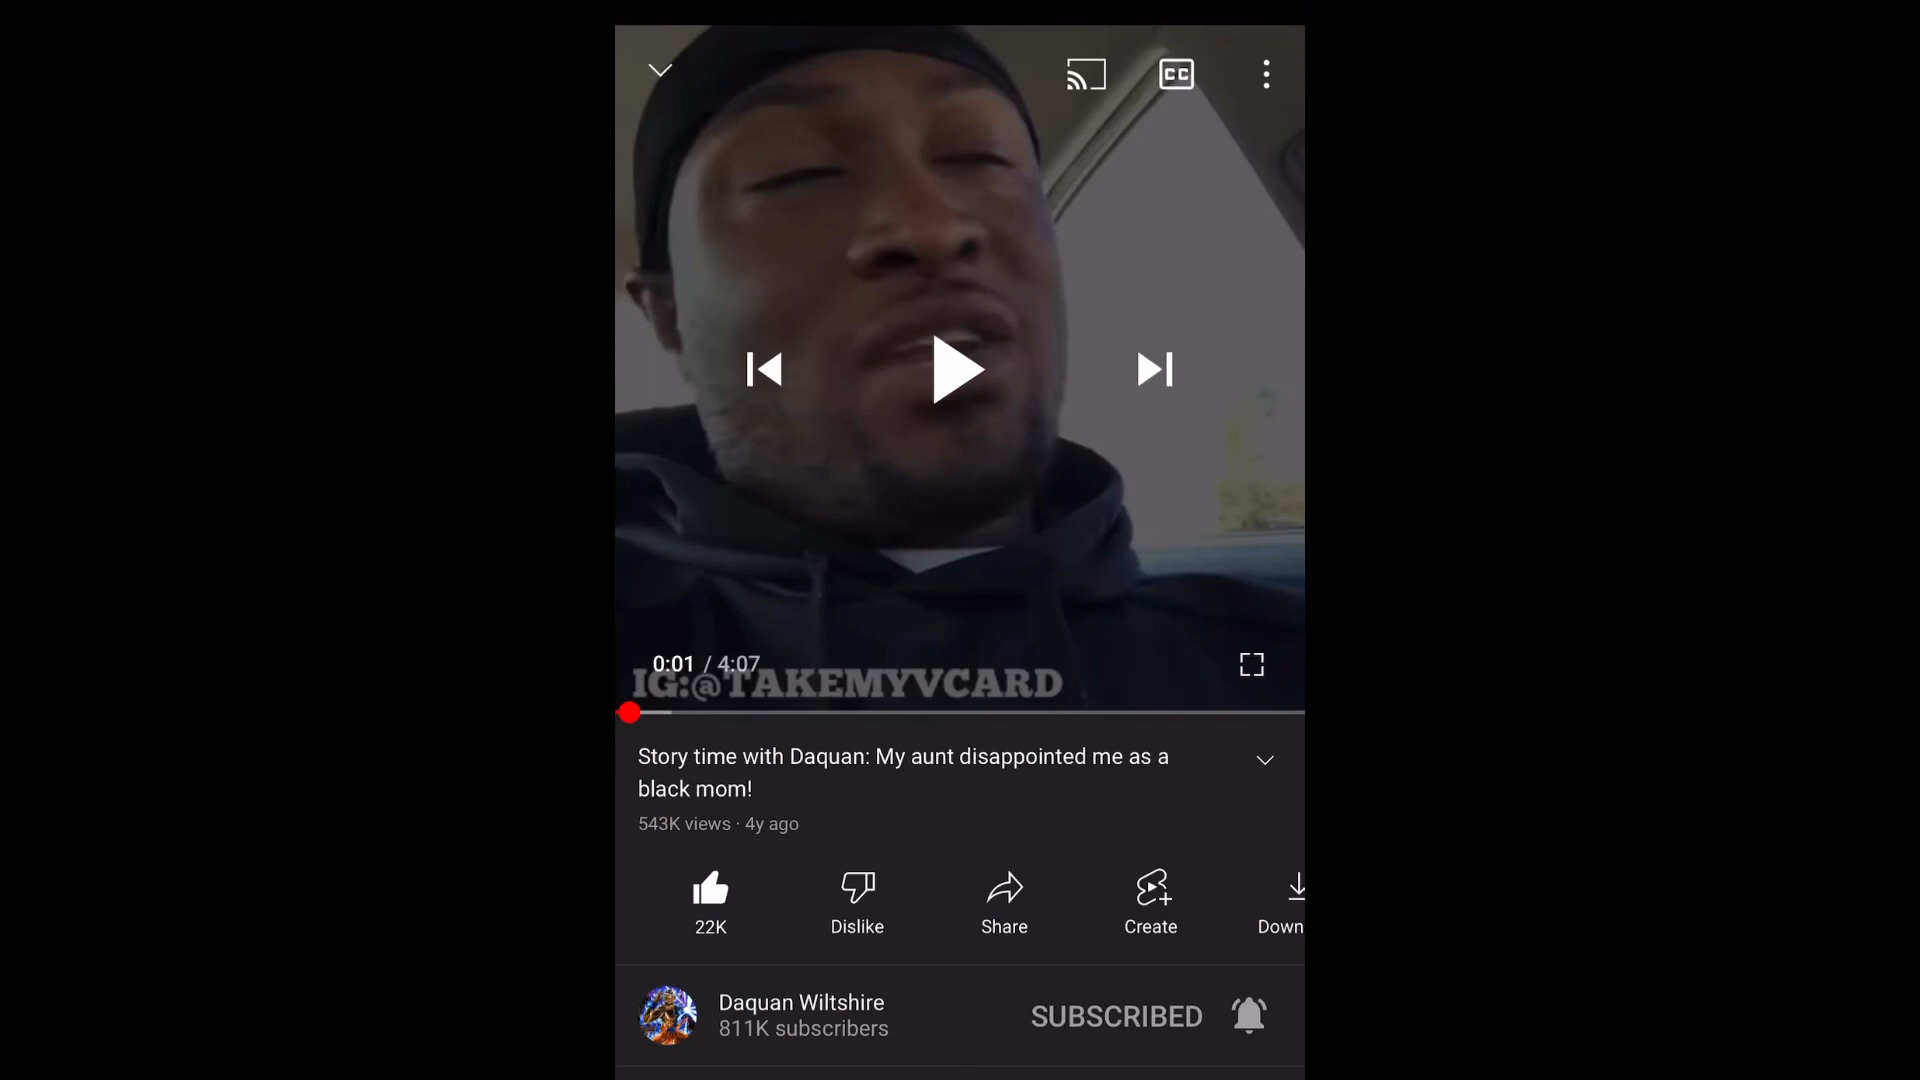 CC
0:01 / 4:07
IG:@TAKEMYVCARD
Story time with Daquan: My aunt disappointed me as a
black mom!
543K views · 4y ago
22K
Dislike
Share
Create
Down
Daquan Wiltshire
811K subscribers
SUBSCRIBED